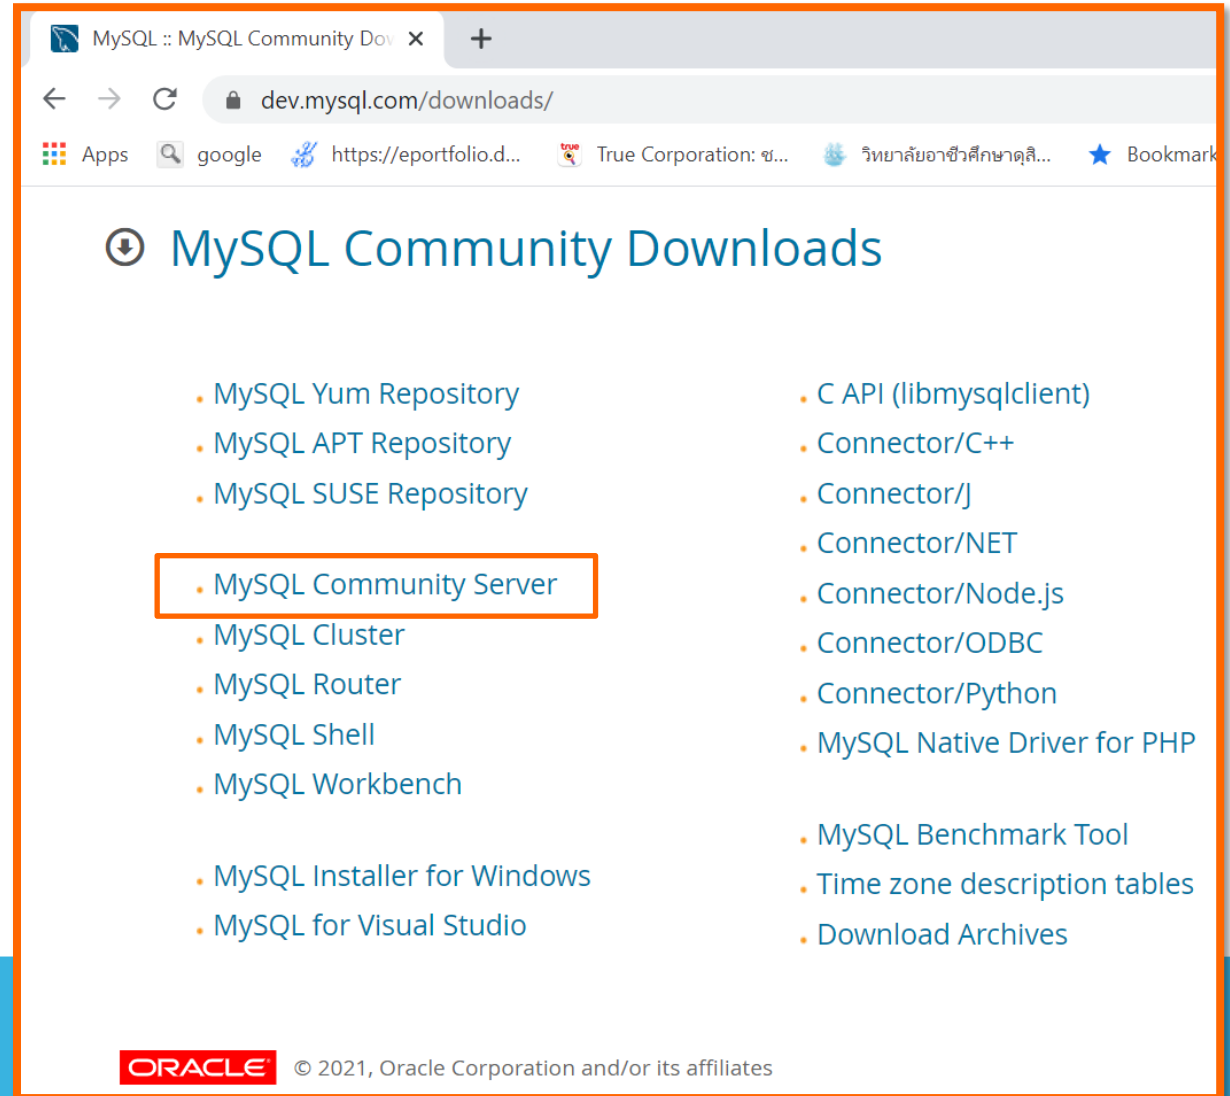 MySQL :: MySQL Community Dov
dev.mysql.com/downloads/
Apps google https://eportfolio.d... True Corporation: ช... วิทยาลัยอาชีวศึกษาดุสิ... Bookmark
MySQL Community Downloads
MySQL Yum Repository
MySQL APT Repository
MySQL SUSE Repository
MySQL Community Server
MySQL Cluster
MySQL Router
MySQL Shell
MySQL Workbench
MySQL Installer for Windows
MySQL for Visual Studio
C API (libmysqlclient)
Connector/C++
Connector/J
Connector/NET
Connector/Node.js
Connector/ODBC
Connector/Python
MySQL Native Driver for PHP
MySQL Benchmark Tool
Time zone description tables
Download Archives
ORACLE © 2021, Oracle Corporation and/or its affiliates